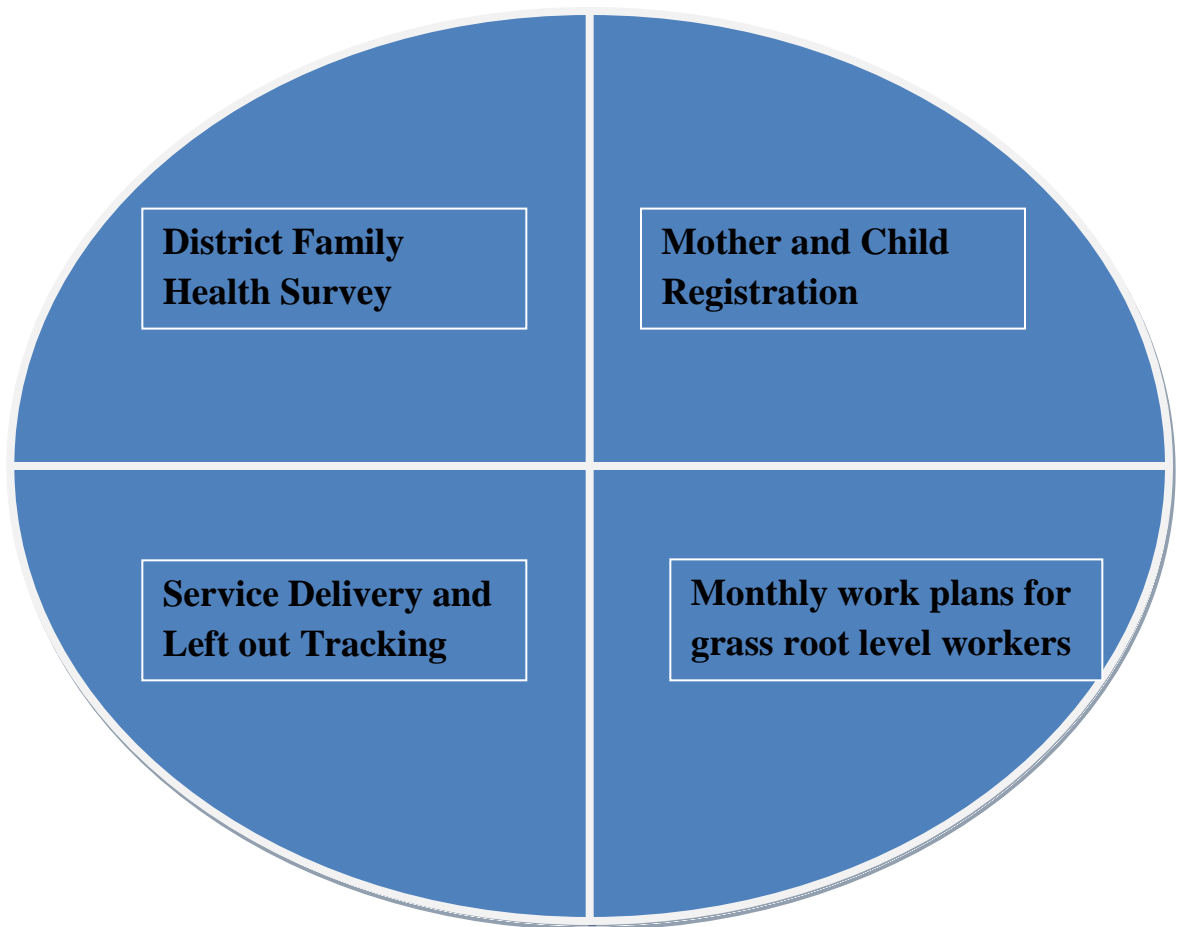 District Family
Health Survey
Mother and Child
Registration
Service Delivery and
Left out Tracking
Monthly work plans for
grass root level workers